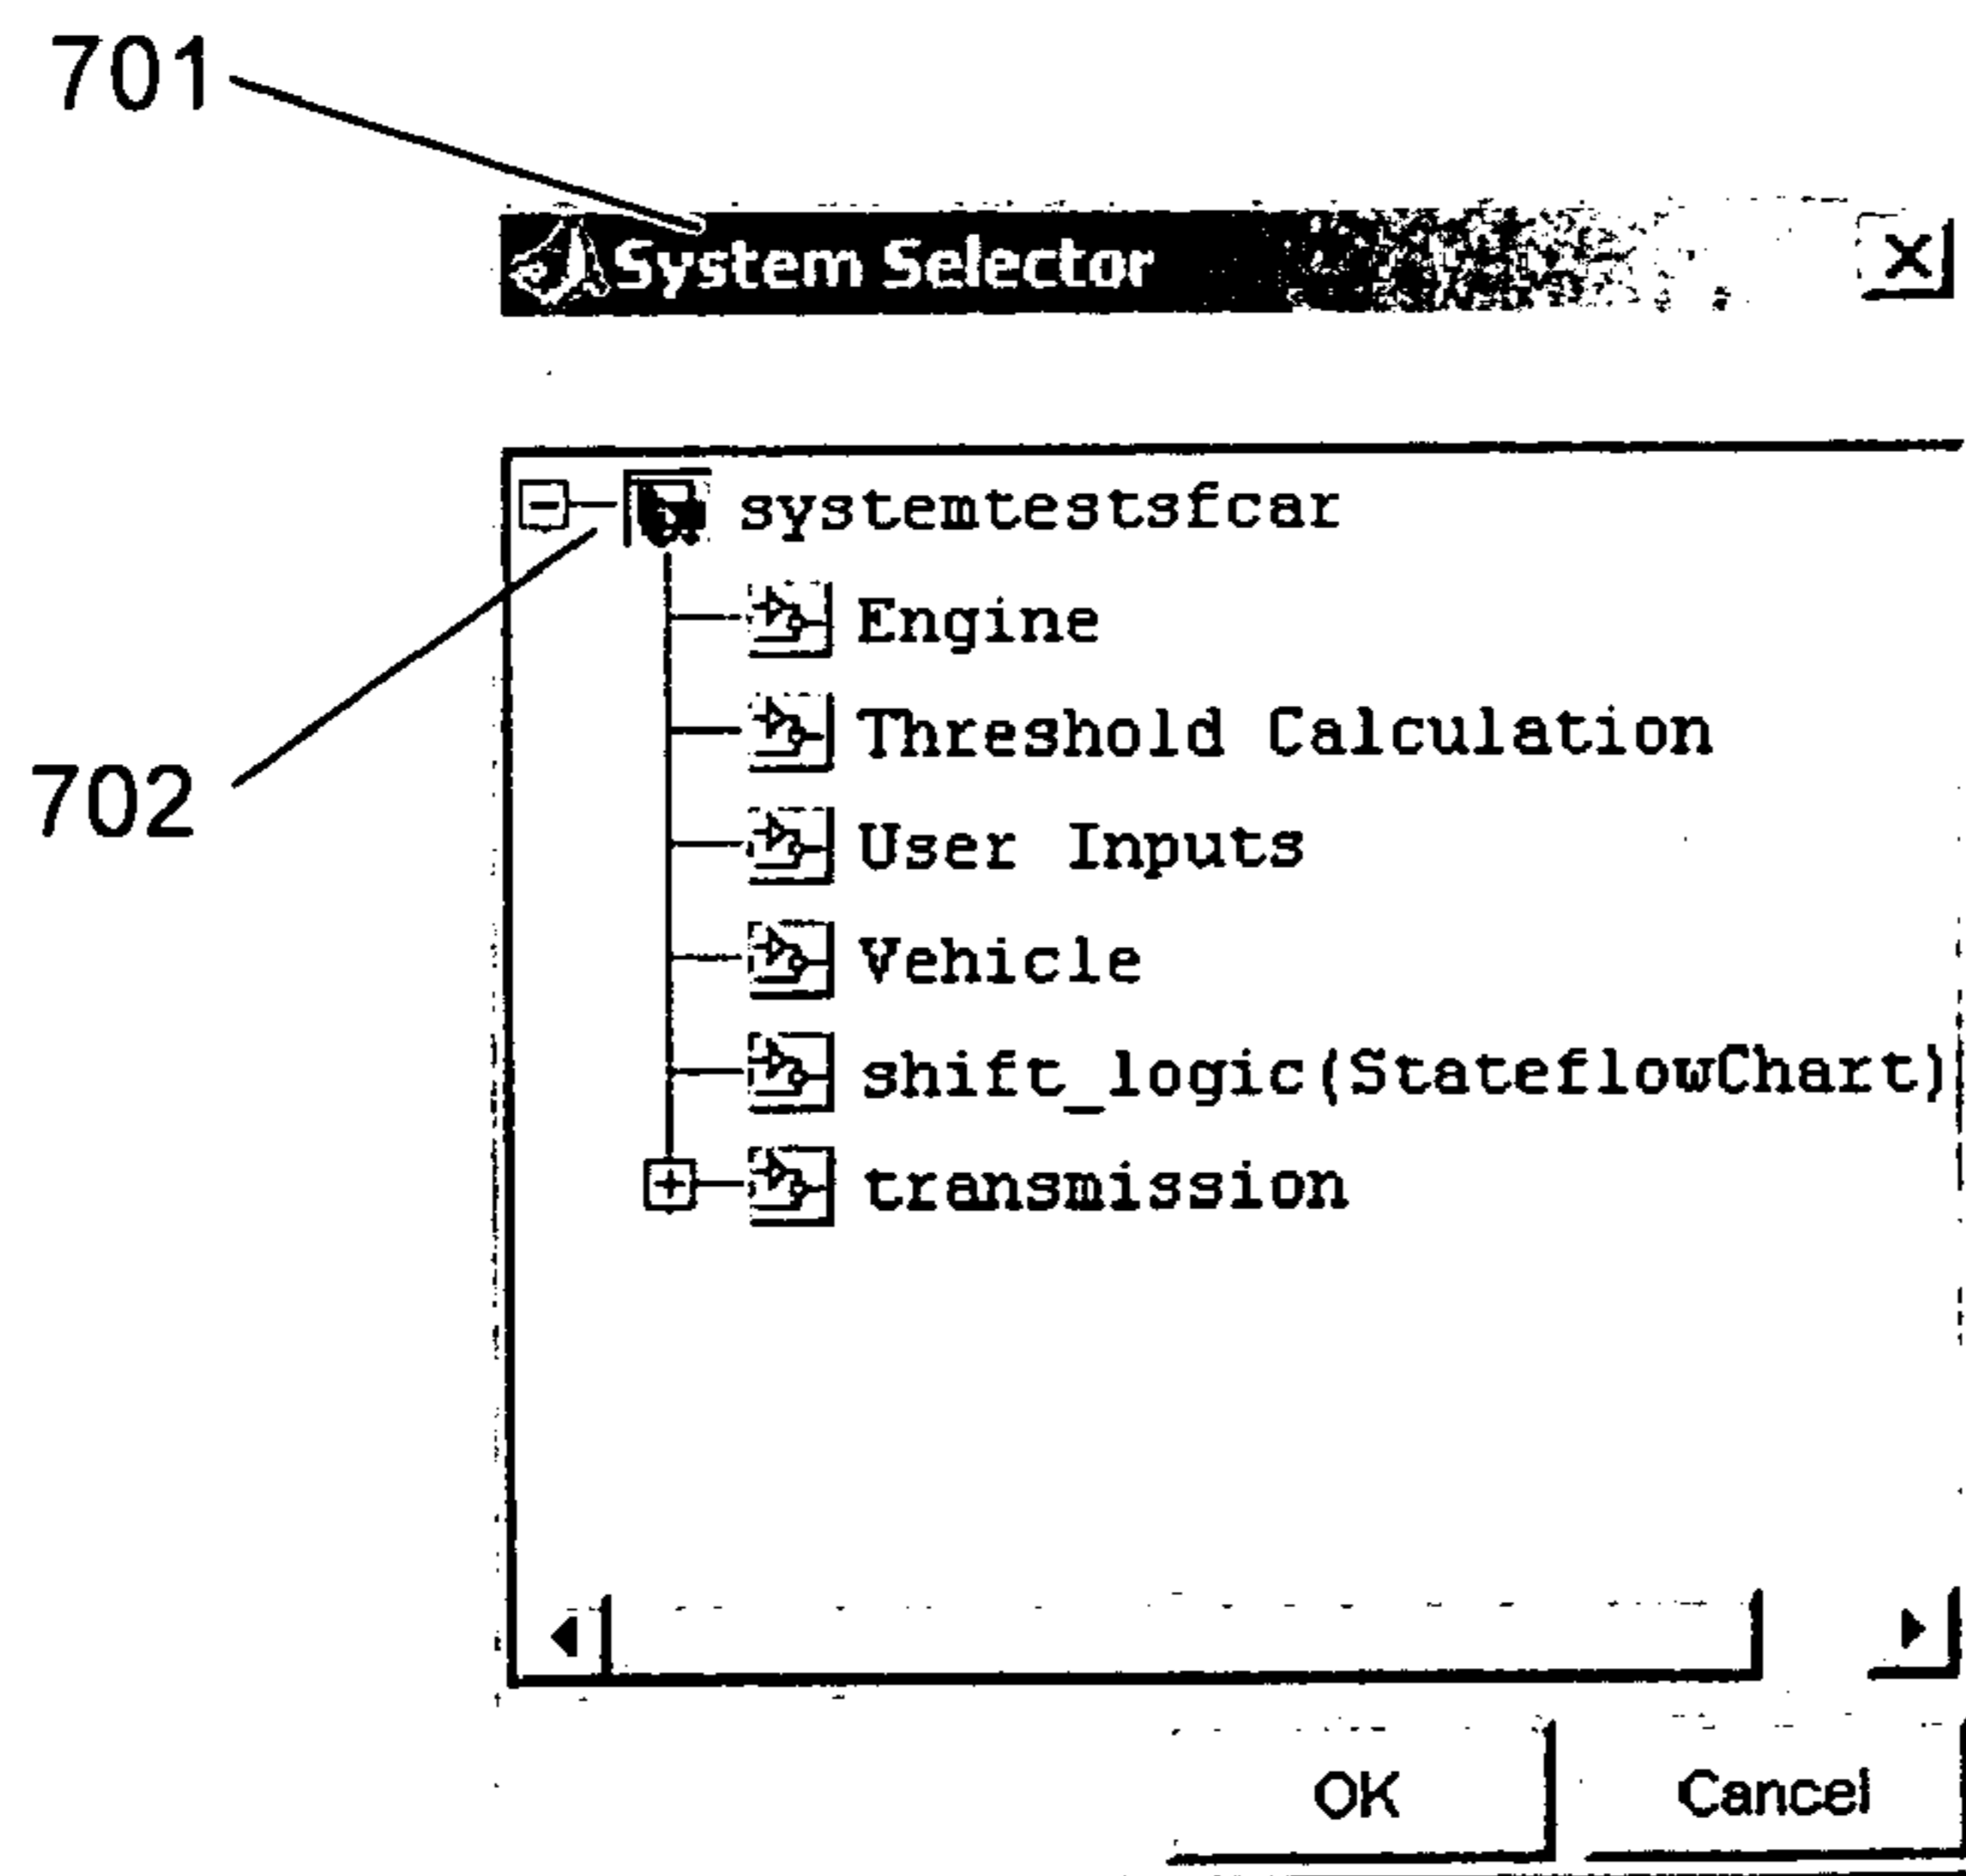 701
System Selector
systemtestsfcar
Engine
Threshold Calculation
702
User Inputs
Vehicle
shift_logic(StateflowChart)
transmission
OK Cancel